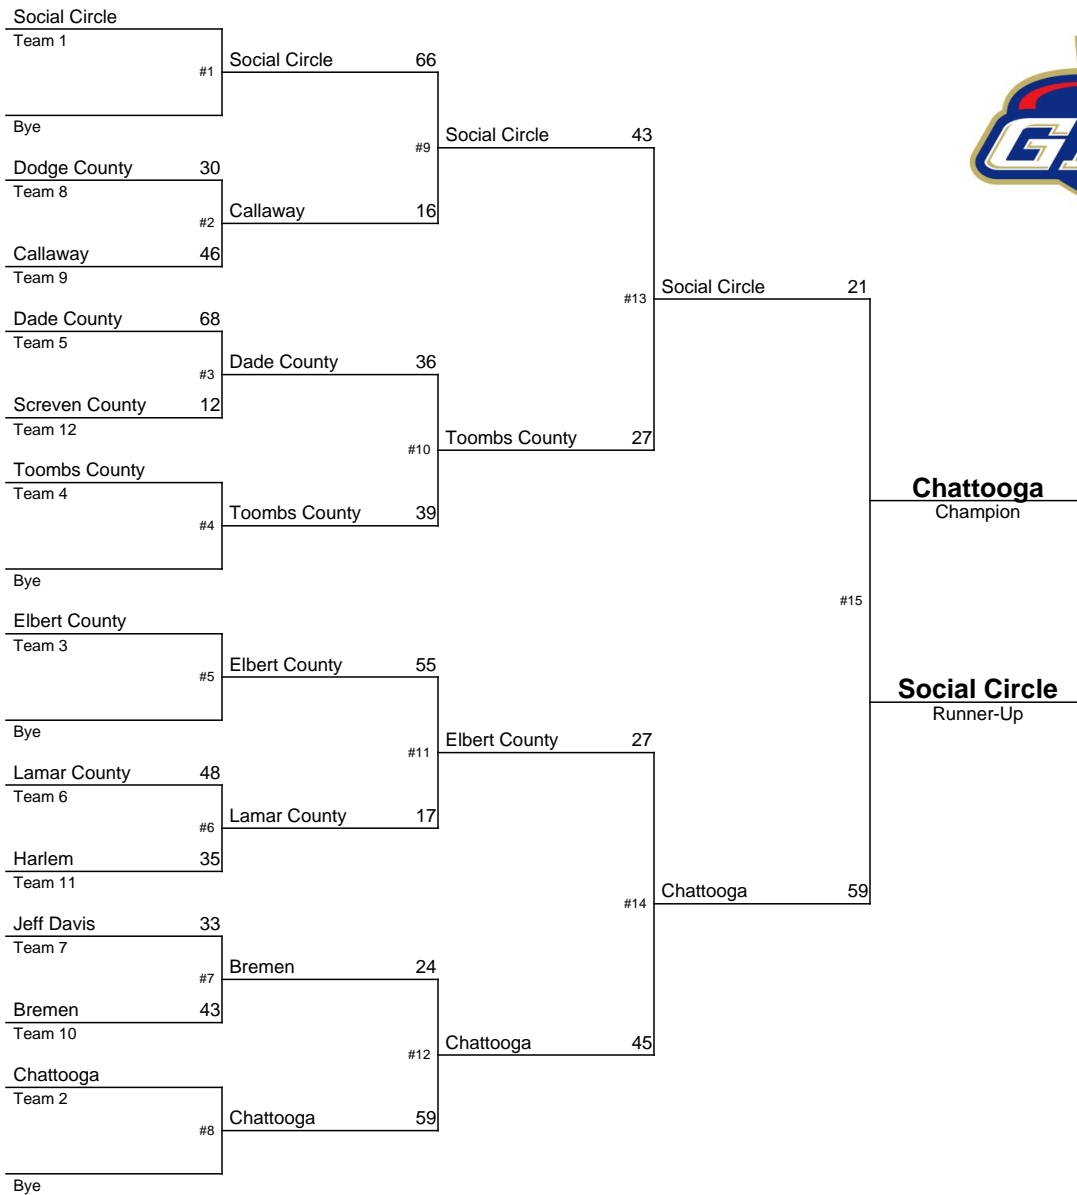 Social Circle
Team 1
#1
Social Circle 66
Bye
#9
Social Circle 43
Dodge County 30
Team 8
#2
Callaway 16
Callaway 46
Team 9
#13
Social Circle 21
Dade County 68
Team 5
#3
Dade County 36
Screven County 12
Team 12
#10
Toombs County 27
Toombs County
Team 4
#4
Toombs County 39
Bye
Chattooga
Champion
#15
Elbert County
Team 3
#5
Elbert County 55
Bye
Social Circle
Runner-Up
#11
Elbert County 27
Lamar County 48
Team 6
#6
Lamar County 17
Harlem 35
Team 11
#14
Chattooga 59
Jeff Davis 33
Team 7
#7
Bremen 24
Bremen 43
Team 10
#12
Chattooga 45
Chattooga
Team 2
#8
Chattooga 59
Bye